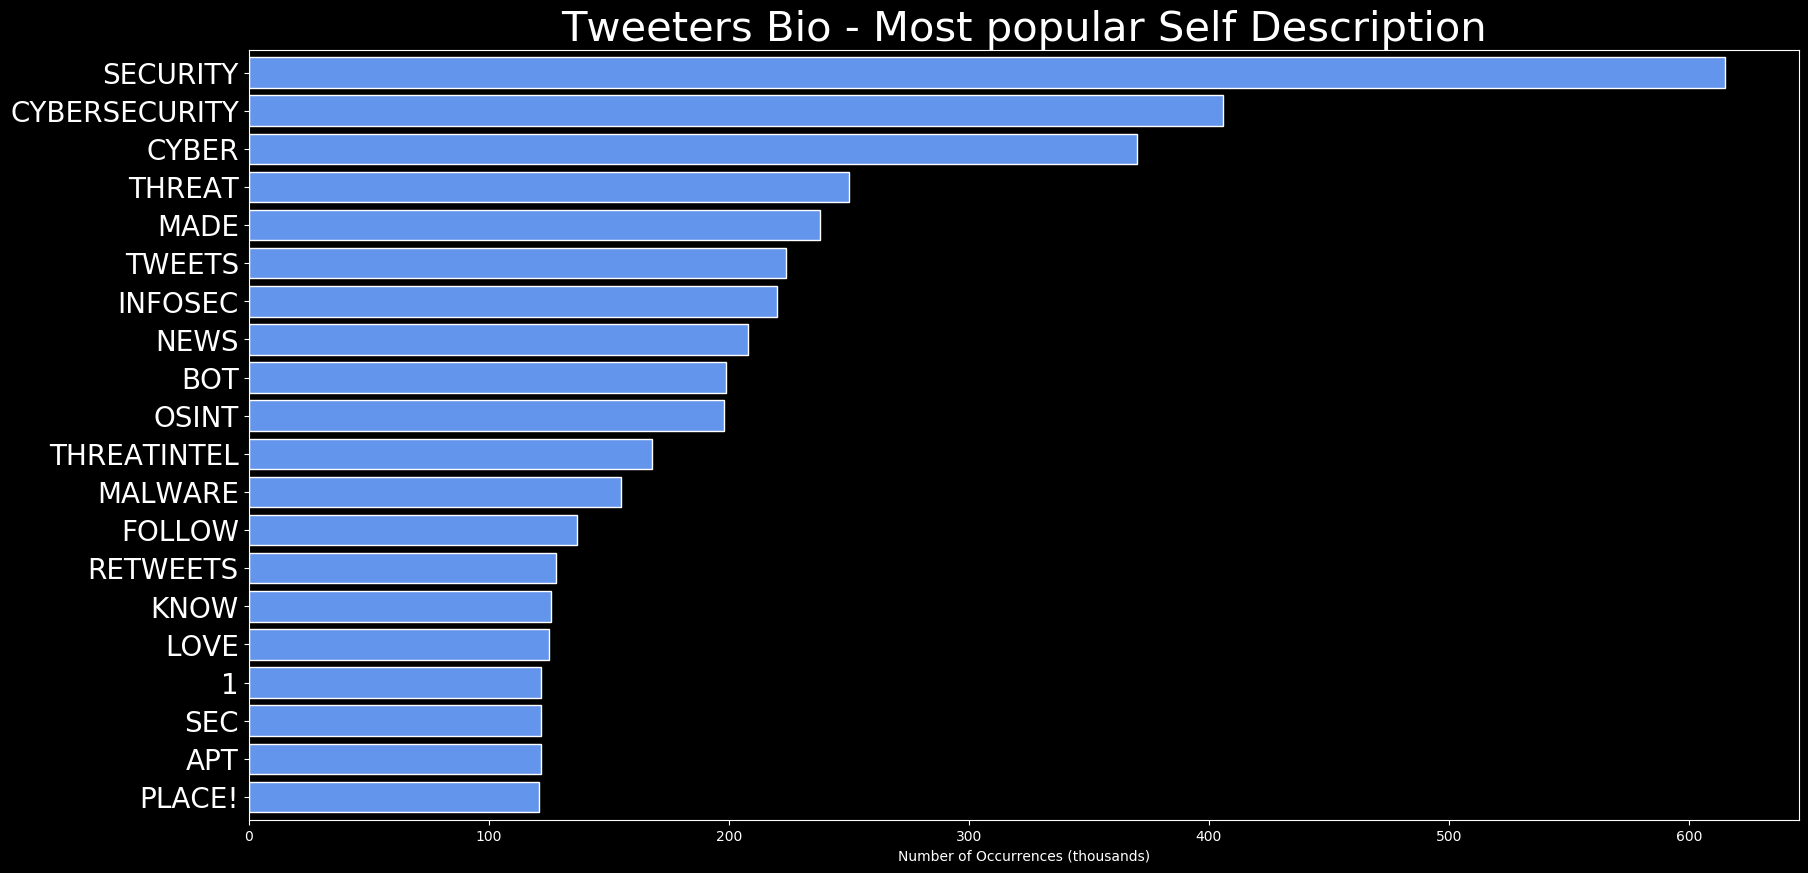 Tweeters Bio - Most popular Self Description
SECURITY
CYBERSECURITY
CYBER
THREAT
MADE
TWEETS
INFOSEC
NEWS
BOT
OSINT
THREATINTEL
MALWARE
FOLLOW
RETWEETS
KNOW
LOVE
1
SEC
APT
PLACE!
0 100 200 300 400 500 600
Number of Occurrences (thousands)